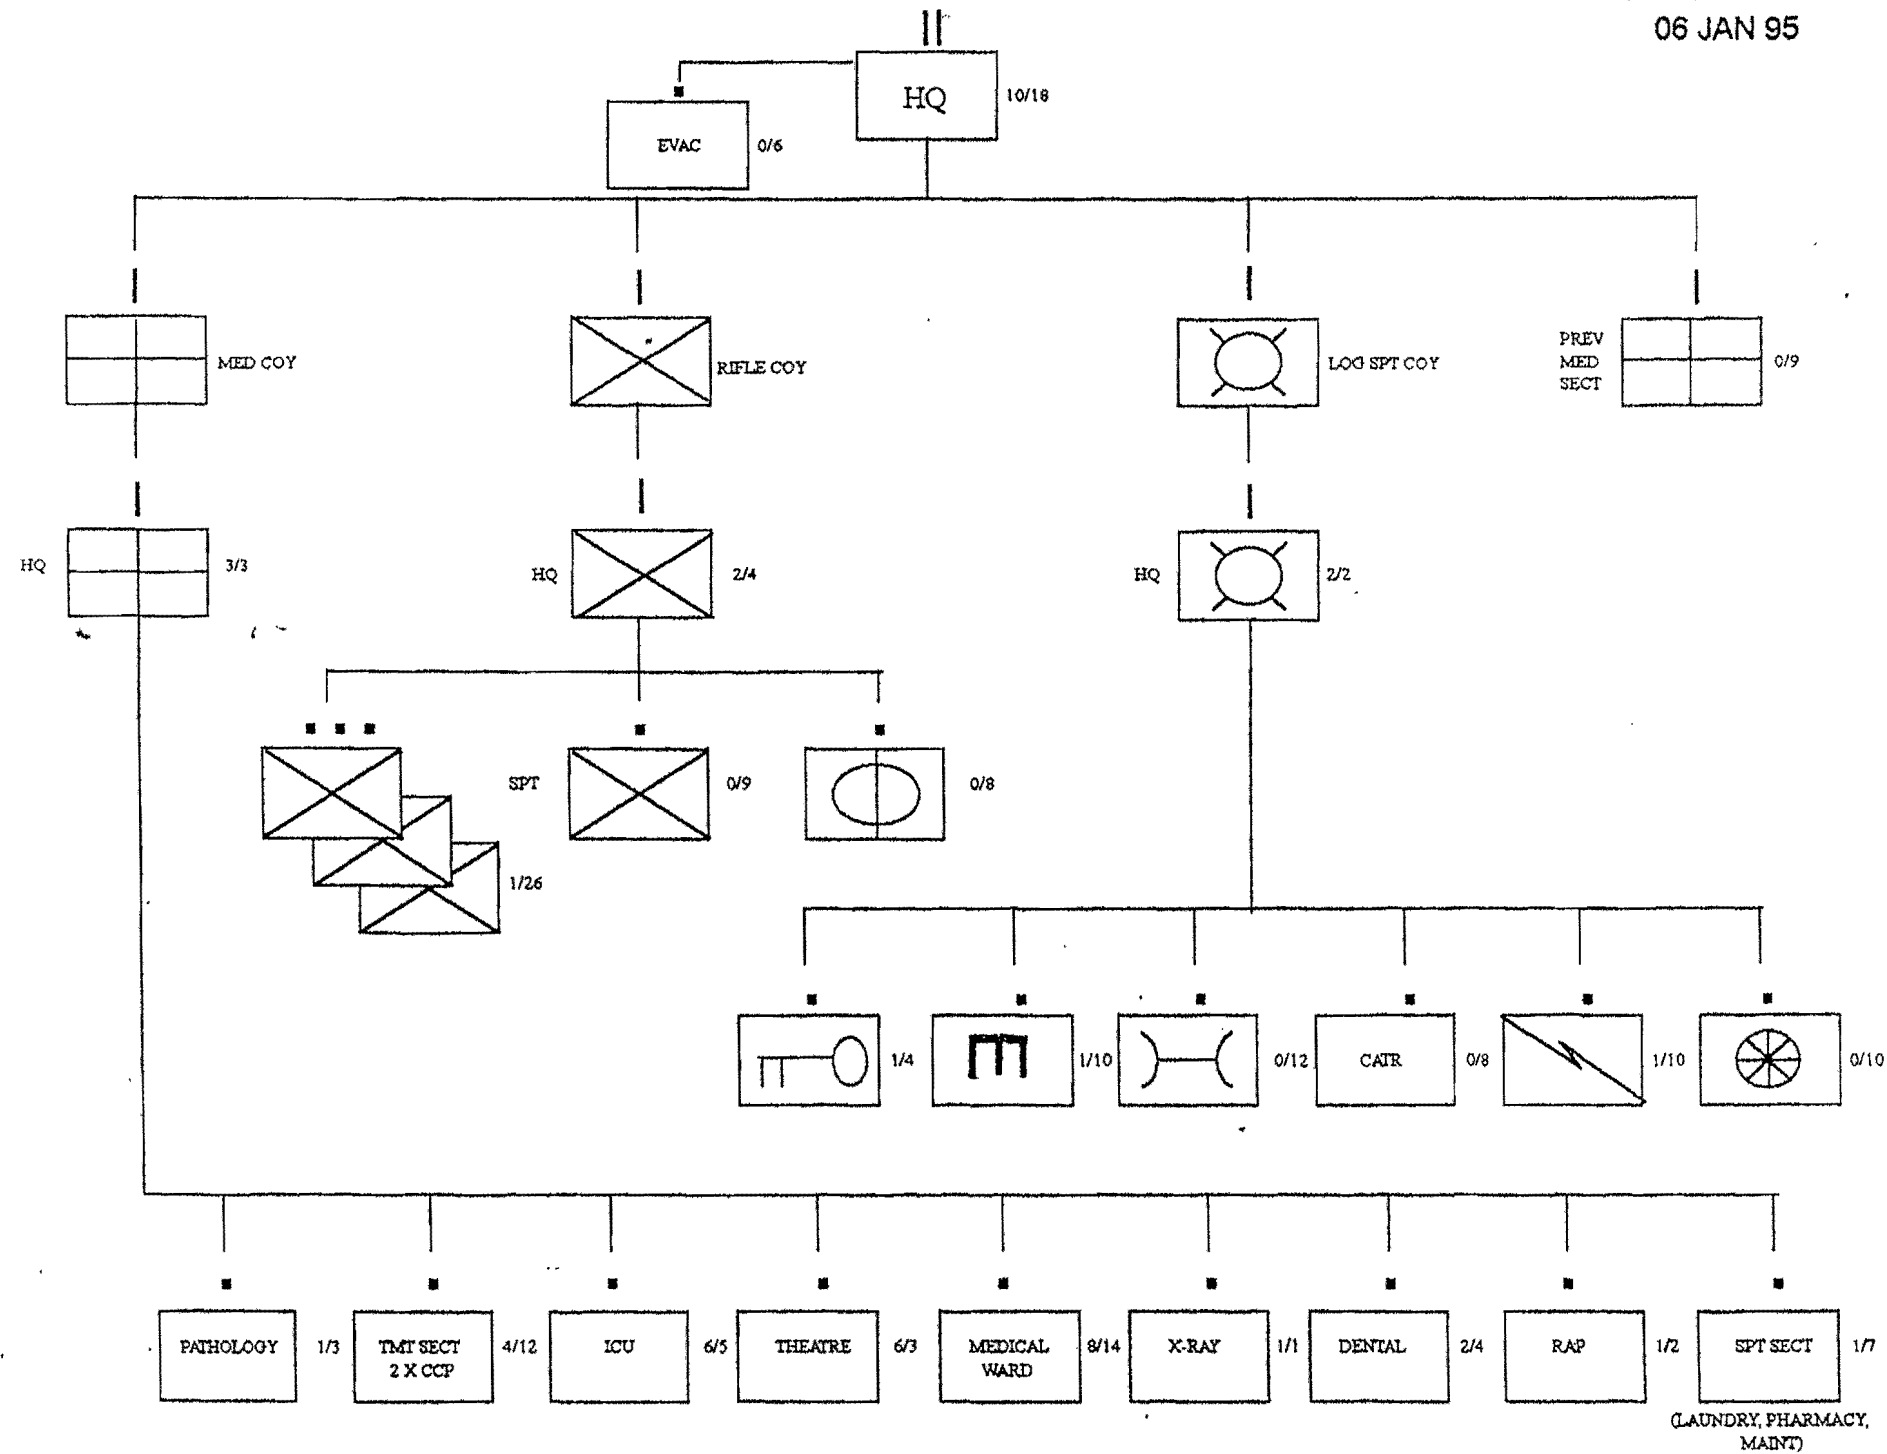 06 JAN 95
HQ
10/18
EVAC
0/6
MED COY
RIFLE COY
LOG SPT COY
PREV
MED
SECT
0/9
HQ
3/3
HQ
2/4
HQ
2/2
1/26
SPT
0/9
0/8
1/4
1/10
0/12
CATR
0/8
1/10
0/10
PATHOLOGY
1/3
TMT SECT
2 X CCP
4/12
ICU
6/5
THEATRE
6/3
MEDICAL
WARD
8/14
X-RAY
1/1
DENTAL
2/4
RAP
1/2
SPT SECT
1/7
(LAUNDRY, PHARMACY,
MAINT)